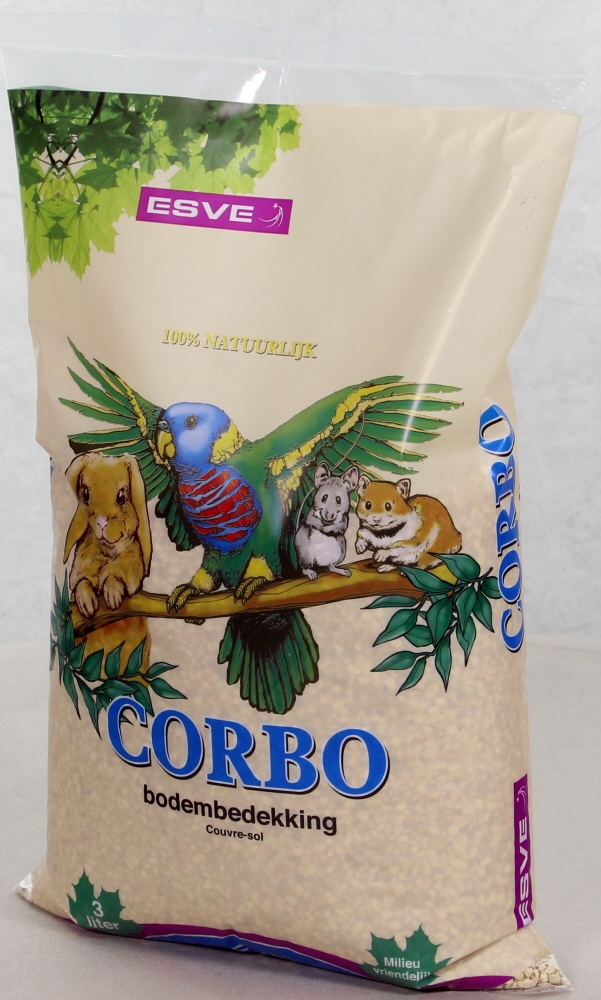 ESVE
100% NATUURLIJK
CORBO
CORBO
bodembedekking
Couvre-sol
ESVE
3
liter
Milieu
vriendelijk